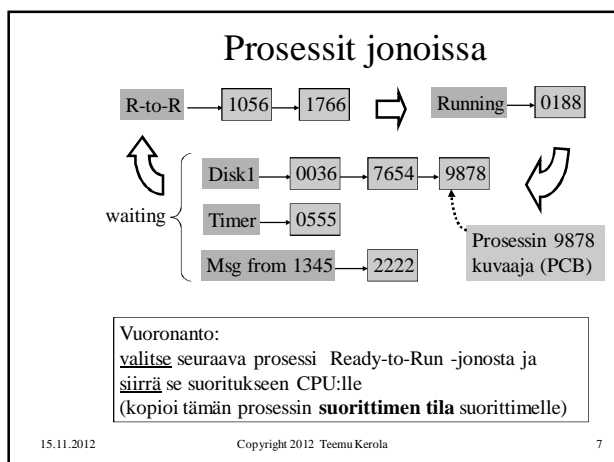 Prosessit jonoissa
R-to-R 1056 1766 Running 0188
Disk1 0036 7654 9878
waiting
Timer 0555
Prosessin 9878
kuvaaja (PCB)
Msg from 1345 2222
Vuoronanto:
valitse seuraava prosessi Ready-to-Run -jonosta ja
siirrä se suoritukseen CPU:lle
(kopioi tämän prosessin suorittimen tila suorittimelle)
15.11.2012 Copyright 2012 Teemu Kerola 7